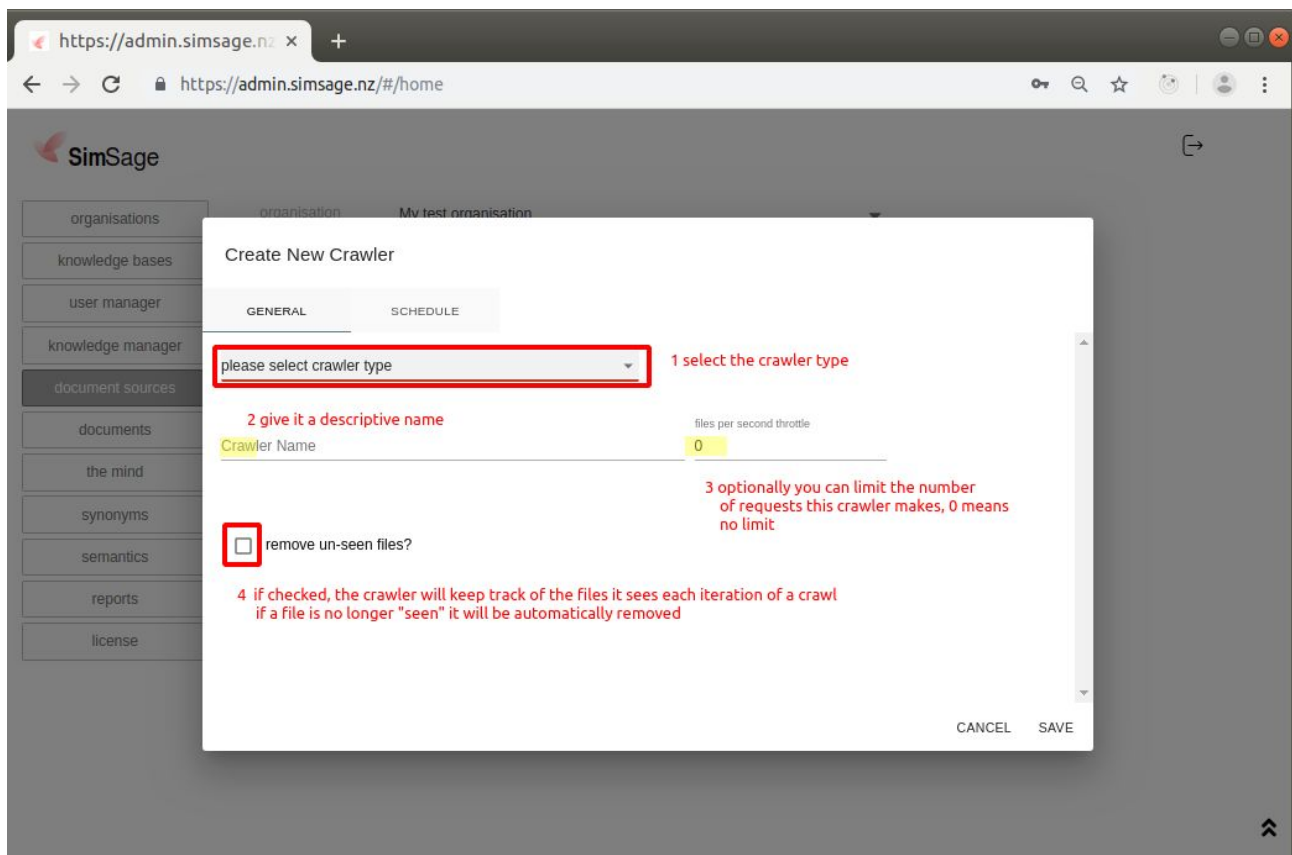 https://admin.simsage.nz
https://admin.simsage.nz/#/home
SimSage
organisations
organisation My test organisation
knowledge bases
user manager
knowledge manager
document sources
documents
the mind
synonyms
semantics
reports
license
Create New Crawler
GENERAL SCHEDULE
please select crawler type
1 select the crawler type
2 give it a descriptive name
files per second throttle
Crawler Name
0
3 optionally you can limit the number
of requests this crawler makes, 0 means
no limit
remove un-seen files?
4 if checked, the crawler will keep track of the files it sees each iteration of a crawl
if a file is no longer "seen" it will be automatically removed
CANCEL SAVE